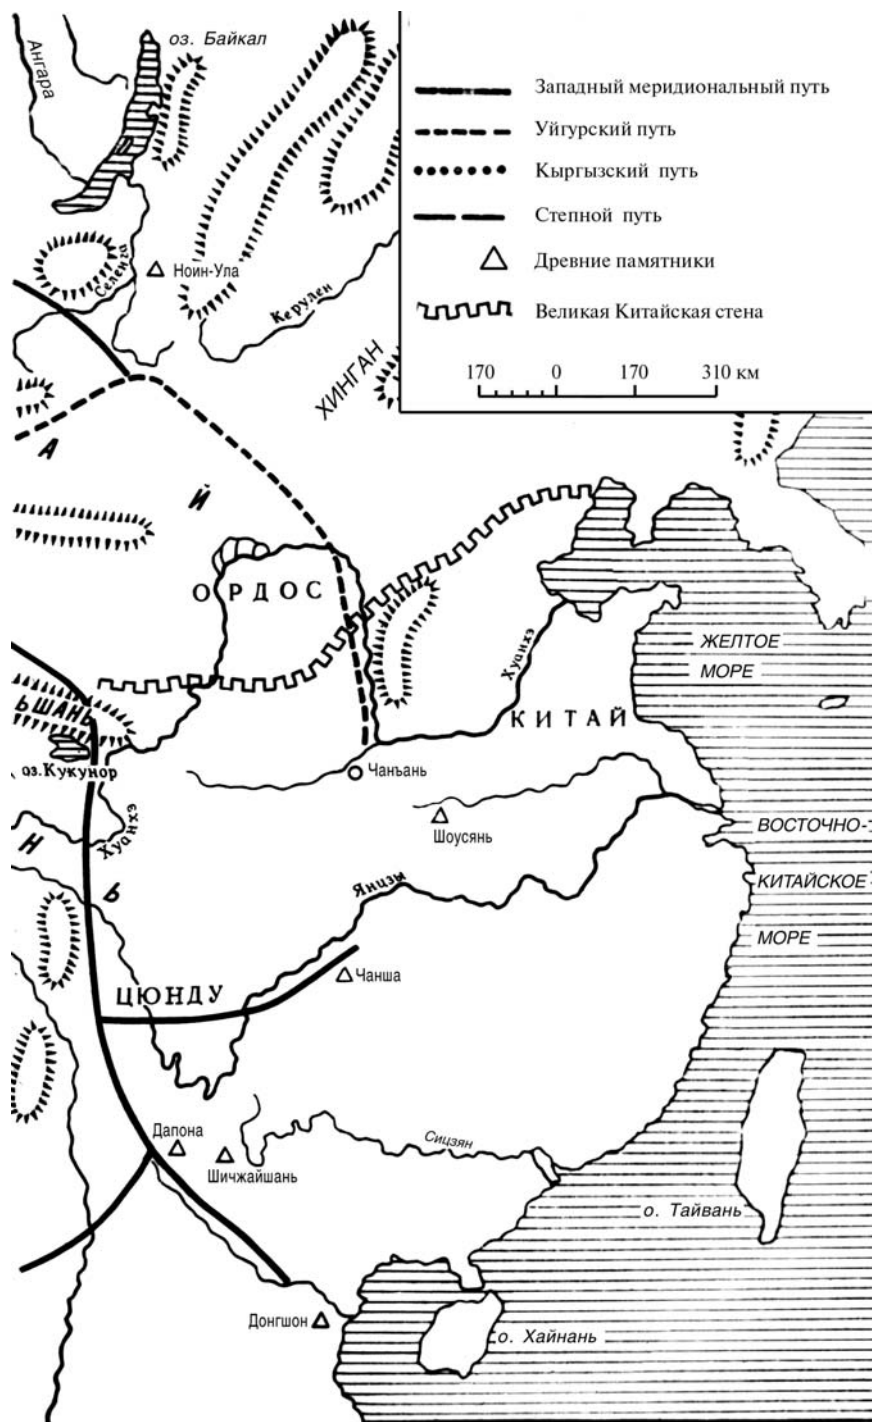 оз. Байкал
Ангара
Западный меридиональный путь
Уйгурский путь
Кыргызский путь
Степной путь
Древние памятники
Великая Китайская стена
170 0 170 310 км
Селенга
Ноин-Ула
Керулен
ХИНГАН
А
Й
ОРДОС
ЖЕЛТОЕ
МОРЕ
Хуанхэ
КИТАЙ
ЬШАНЬ
оз. Кукунор
Чанъань
Хуанхэ
Шоусянь
ВОСТОЧНО-
КИТАЙСКОЕ
МОРЕ
Н
Ь
Янцзы
ЦЮНДУ
Чанша
Дапона
Шичжайшань
Сицзян
о. Тайвань
Донгшон
о. Хайнань